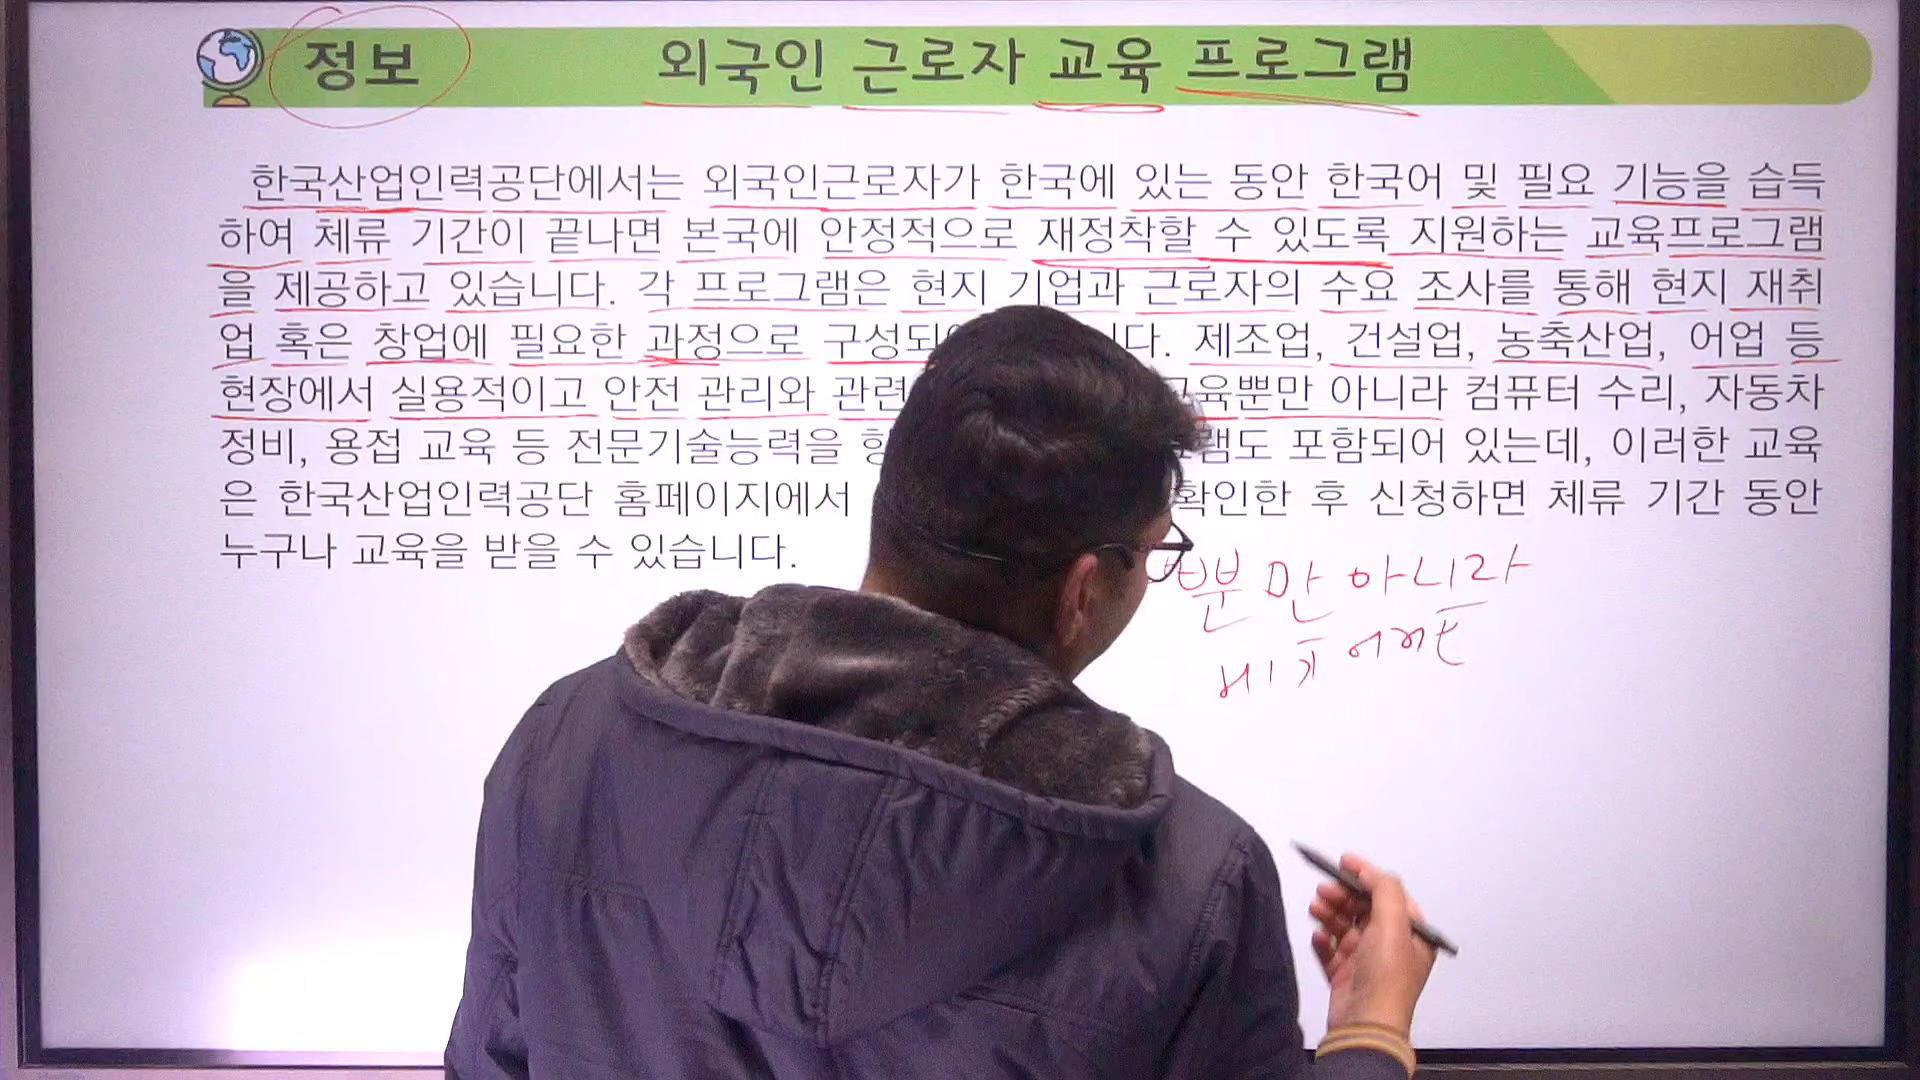 정보 외국인 근로자 교육 프로그램
한국산업인력공단에서는 외국인근로자가 한국에 있는 동안 한국어 및 필요 기능을 습득
하여 체류 기간이 끝나면 본국에 안정적으로 재정착할 수 있도록 지원하는 교육프로그램
을 제공하고 있습니다. 각 프로그램은 현지 기업과 근로자의 수요 조사를 통해 현지 재취
업 혹은 창업에 필요한 과정으로 구성되 다. 제조업, 건설업, 농축산업, 어업 등
현장에서 실용적이고 안전 관리와 관련 육뿐만 아니라 컴퓨터 수리, 자동차
정비, 용접 교육 등 전문기술능력을 램도 포함되어 있는데, 이러한 교육
은 한국산업인력공단 홈페이지에서 확인한 후 신청하면 체류 기간 동안
누구나 교육을 받을 수 있습니다.
뿐만 아니라